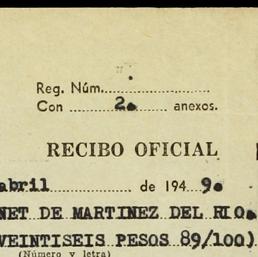 Reg. Núm.
Con 2. anexos.
RECIBO OFICIAL
abril de 194 9.
NET DE MARTINEZ DEL RIO.
VEINTISEIS PESOS 89/100)
(Número y letra)